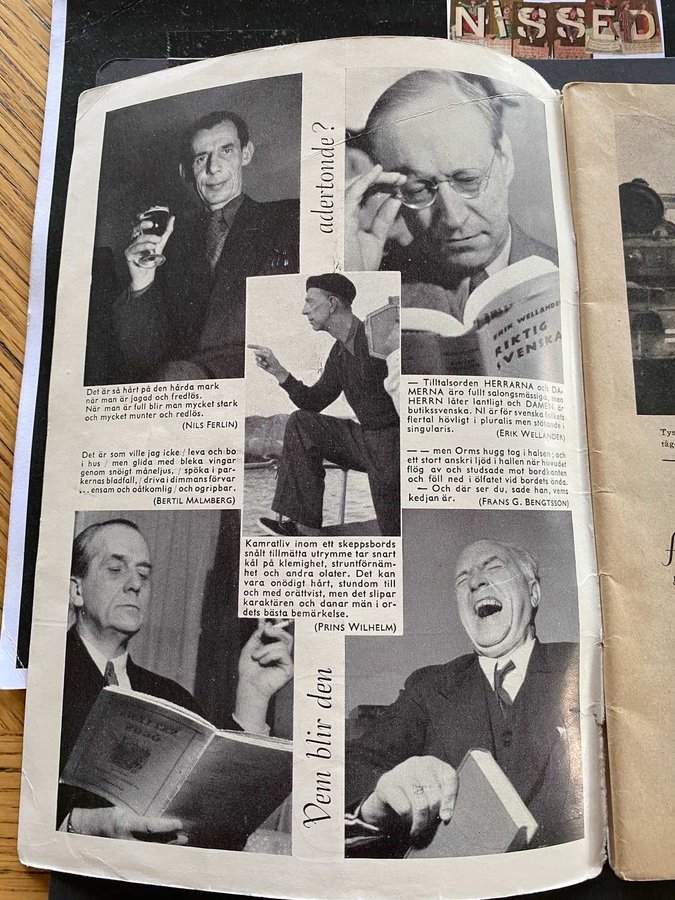 NISSED
adertonde?
ERIK WELLANDER
RIKTIG
SVENSKA
Det är så hårt på den hårda mark
när man är jagad och fredlös.
När man är full blir man mycket stark
och mycket munter och redlös.
(NILS FERLIN)
— Tilltalsorden HERRARNA och DA-
MERNA äro fullt salongsmässiga, men
HERRN låter lantligt och DAMEN är
butikssvenska. NI är för svenska folkets
flertal hövligt i pluralis men stötande i
singularis.
(ERIK WELLANDER)
Det är som ville jag icke / leva och bo
i hus / men glida med bleka vingar
genom snöigt måneljus, / spöka i par-
kernas bladfall, / driva i dimmans förvar
ensam och oåtkomlig / och ogripbar.
(BERTIL MALMBERG)
— — men Orms hugg tog i halsen; och
ett stort anskri ljöd i hallen när huvudet
flög av och studsade mot bordkanten
och föll ned i ölfatet vid bordets ända.
— Och där ser du, sade han, vems
kedjan är.
(FRANS G. BENGTSSON)
Kamratliv inom ett skeppsbords
snålt tillmätta utrymme tar snart
kål på klemighet, struntförnäm-
het och andra olater. Det kan
vara onödigt hårt, stundom till
och med orättvist, men det slipar
karaktären och danar män i or-
dets bästa bemärkelse.
(PRINS WILHELM)
Vem blir den
Tys
tåg
f
g